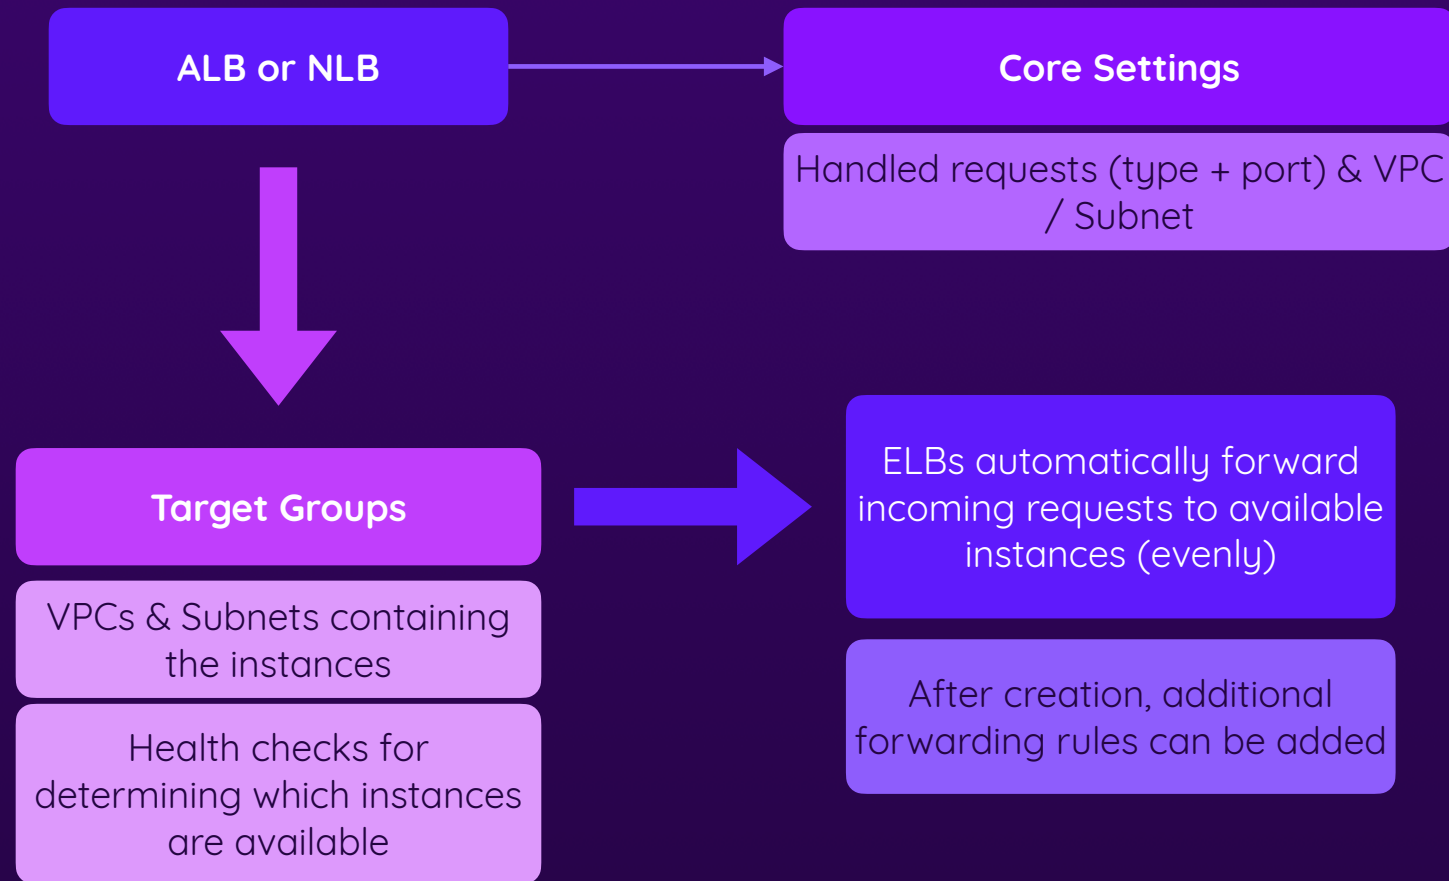 ALB or NLB
Core Settings
Handled requests (type + port) & VPC
/ Subnet
Target Groups
VPCs & Subnets containing
the instances
Health checks for
determining which instances
are available
ELBs automatically forward
incoming requests to available
instances (evenly)
After creation, additional
forwarding rules can be added